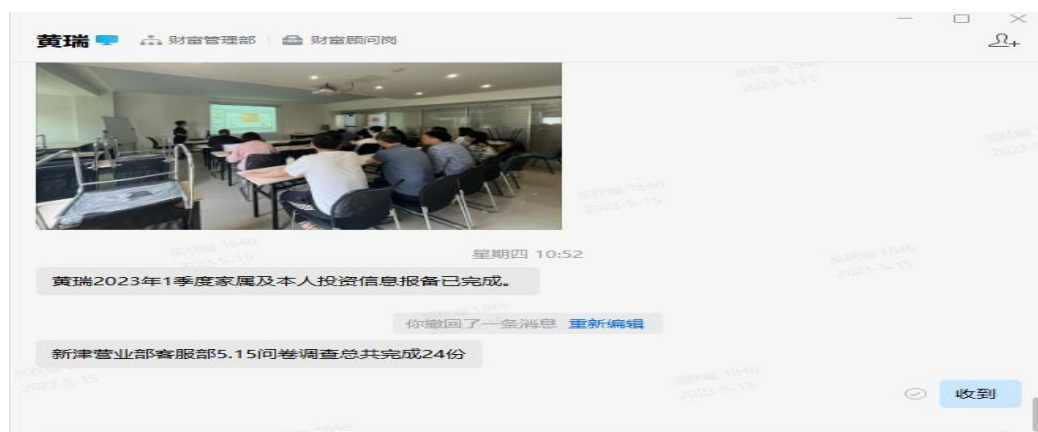 黄瑞 财富管理部 财富顾问岗
星期四 10:52
黄瑞2023年1季度家属及本人投资信息报备已完成。
你撤回了一条消息 重新编辑
新津营业部客服部5.15问卷调查总共完成24份
收到